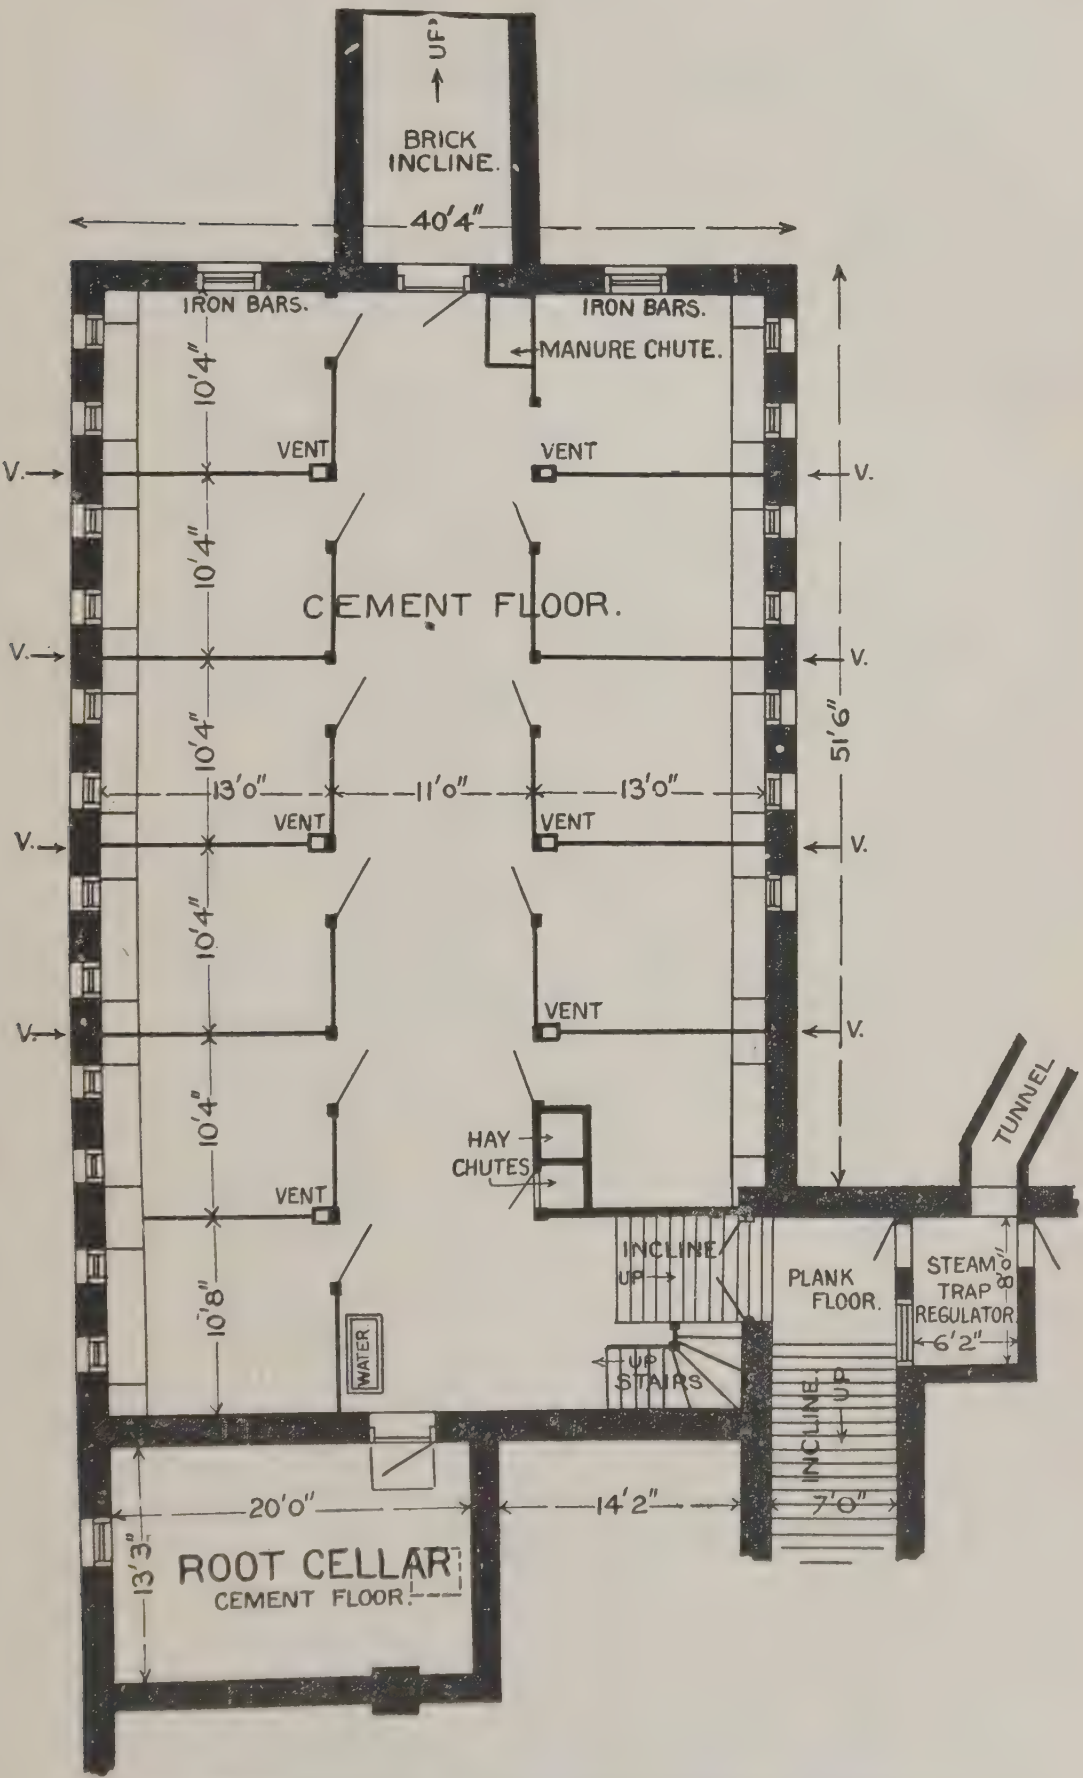 UP
BRICK
INCLINE.
40'4"
IRON BARS.
IRON BARS.
MANURE CHUTE.
10'4"
VENT
VENT
V.
V.
10'4"
CEMENT FLOOR.
V.
V.
10'4"
51'6"
13'0"
11'0"
13'0"
VENT
VENT
V.
V.
10'4"
VENT
V.
V.
10'4"
HAY
CHUTES
TUNNEL
VENT
INCLINE
UP
PLANK
FLOOR.
STEAM
TRAP
REGULATOR
8'0"
6'2"
10'8"
WATER
UP
STAIRS
INCLINE.
UP
20'0"
14'2"
7'0"
13'3"
ROOT CELLAR
CEMENT FLOOR.